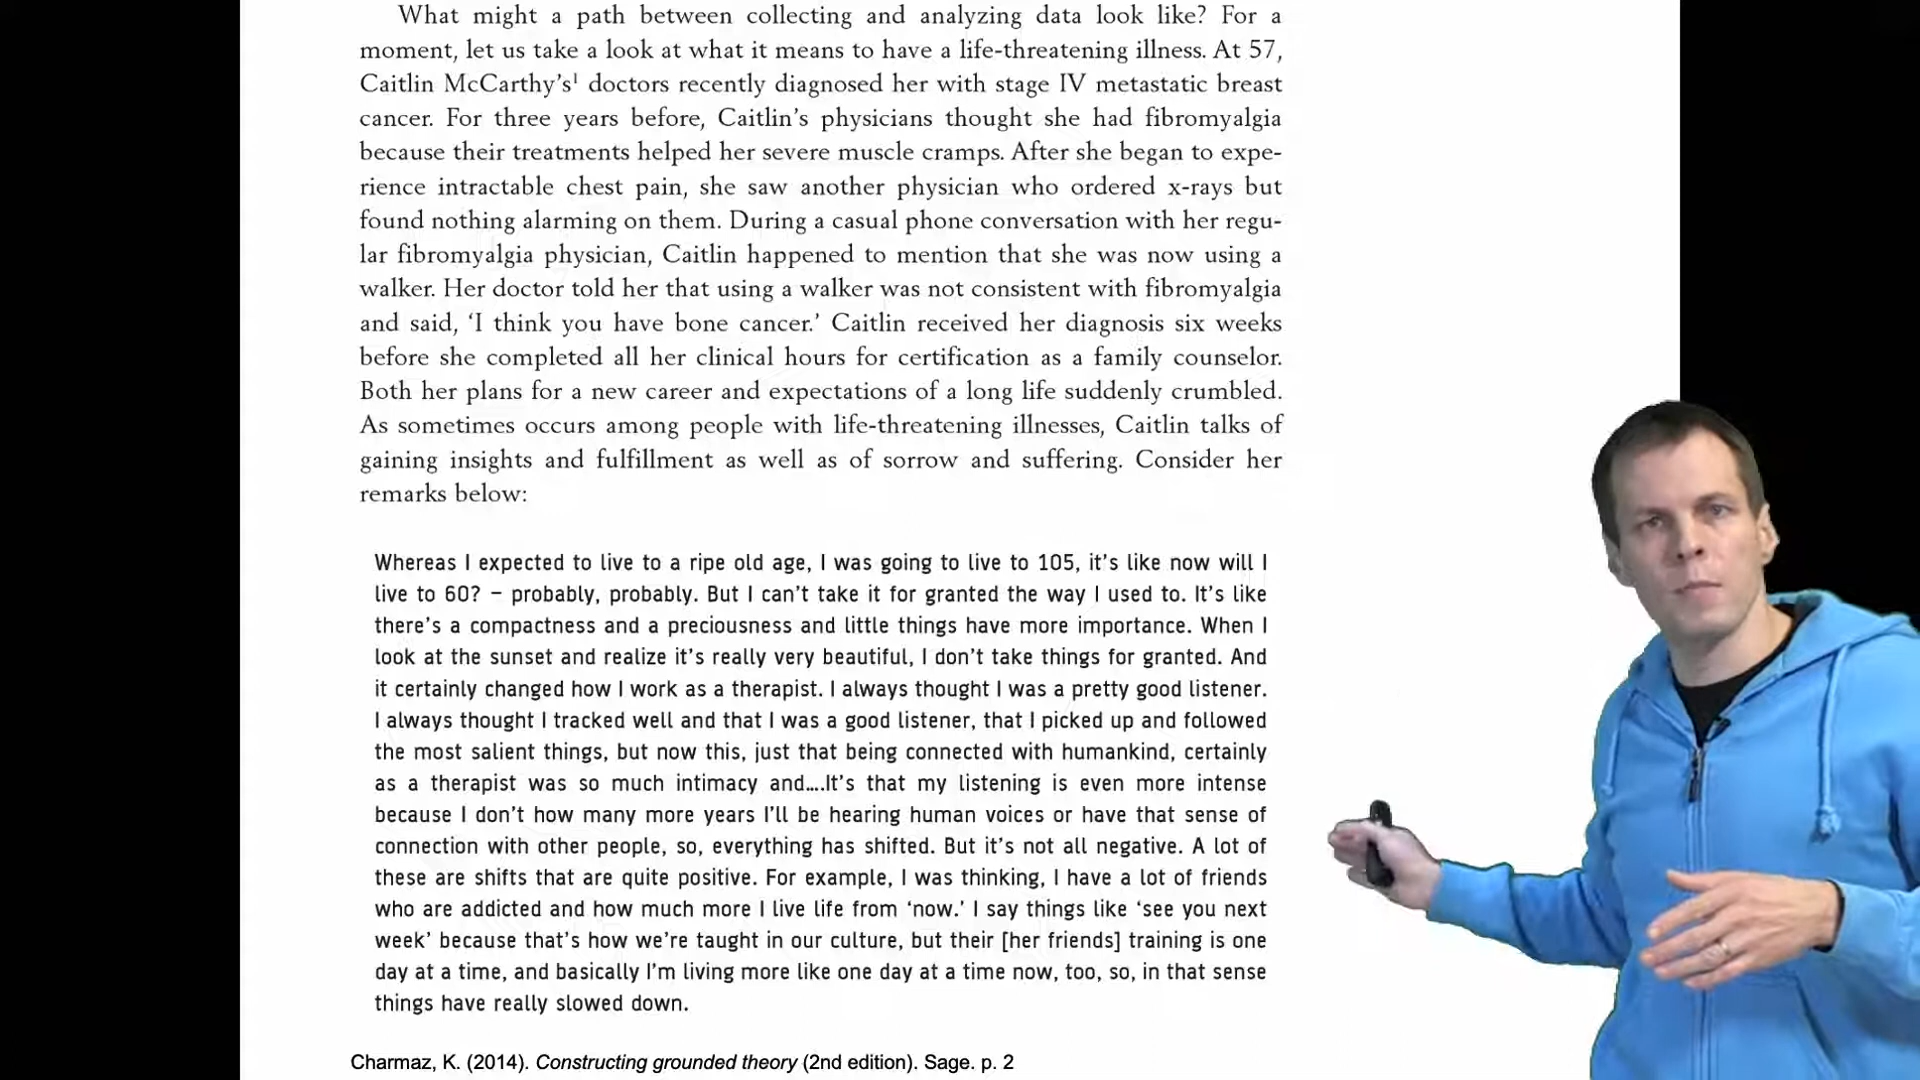 What might a path between collecting and analyzing data look like? For a
moment, let us take a look at what it means to have a life-threatening illness. At 57,
Caitlin McCarthy's¹ doctors recently diagnosed her with stage IV metastatic breast
cancer. For three years before, Caitlin's physicians thought she had fibromyalgia
because their treatments helped her severe muscle cramps. After she began to expe-
rience intractable chest pain, she saw another physician who ordered x-rays but
found nothing alarming on them. During a casual phone conversation with her regu-
lar fibromyalgia physician, Caitlin happened to mention that she was now using a
walker. Her doctor told her that using a walker was not consistent with fibromyalgia
and said, 'I think you have bone cancer.' Caitlin received her diagnosis six weeks
before she completed all her clinical hours for certification as a family counselor.
Both her plans for a new career and expectations of a long life suddenly crumbled.
As sometimes occurs among people with life-threatening illnesses, Caitlin talks of
gaining insights and fulfillment as well as of sorrow and suffering. Consider her
remarks below:
Whereas I expected to live to a ripe old age, I was going to live to 105, it's like now will I
live to 60? – probably, probably. But I can't take it for granted the way I used to. It's like
there's a compactness and a preciousness and little things have more importance. When I
look at the sunset and realize it's really very beautiful, I don't take things for granted. And
it certainly changed how I work as a therapist. I always thought I was a pretty good listener.
I always thought I tracked well and that I was a good listener, that I picked up and followed
the most salient things, but now this, just that being connected with humankind, certainly
as a therapist was so much intimacy and....It's that my listening is even more intense
because I don't how many more years I'll be hearing human voices or have that sense of
connection with other people, so, everything has shifted. But it's not all negative. A lot of
these are shifts that are quite positive. For example, I was thinking, I have a lot of friends
who are addicted and how much more I live life from 'now.' I say things like 'see you next
week' because that's how we're taught in our culture, but their [her friends] training is one
day at a time, and basically I'm living more like one day at a time now, too, so, in that sense
things have really slowed down.
Charmaz, K. (2014). Constructing grounded theory (2nd edition). Sage. p. 2